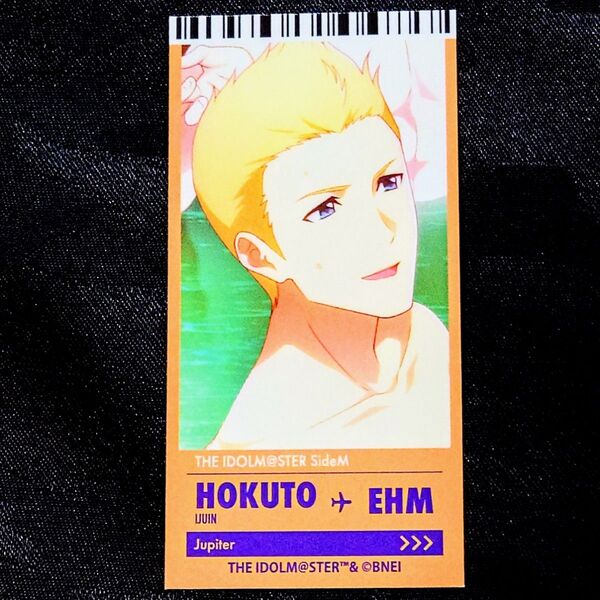 THE IDOLM@STER SideM
HOKUTO ✈ EHM
IJUIN
Jupiter >>>
THE IDOLM@STER™& ©BNEI